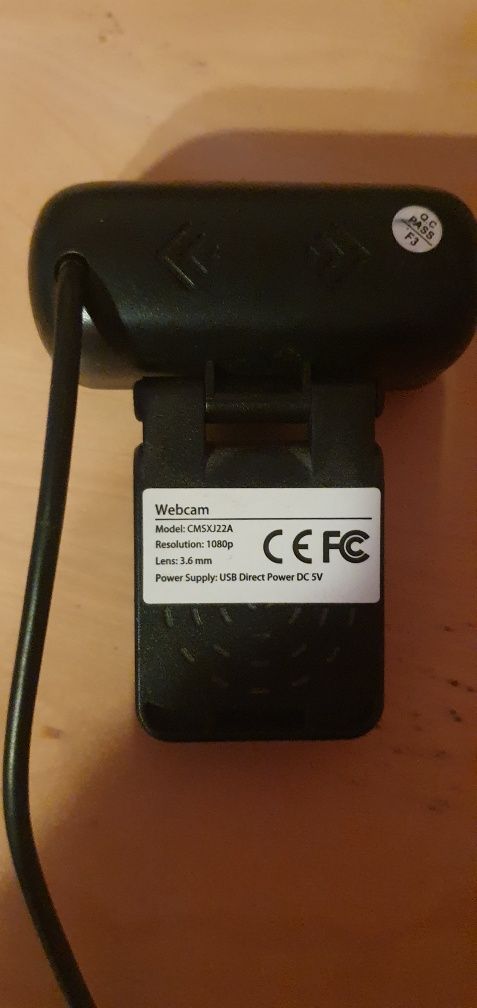 Q.C
PASS
F3
Webcam
Model: CMSXJ22A
Resolution: 1080p
Lens: 3.6 mm
Power Supply: USB Direct Power DC 5V
CE FC